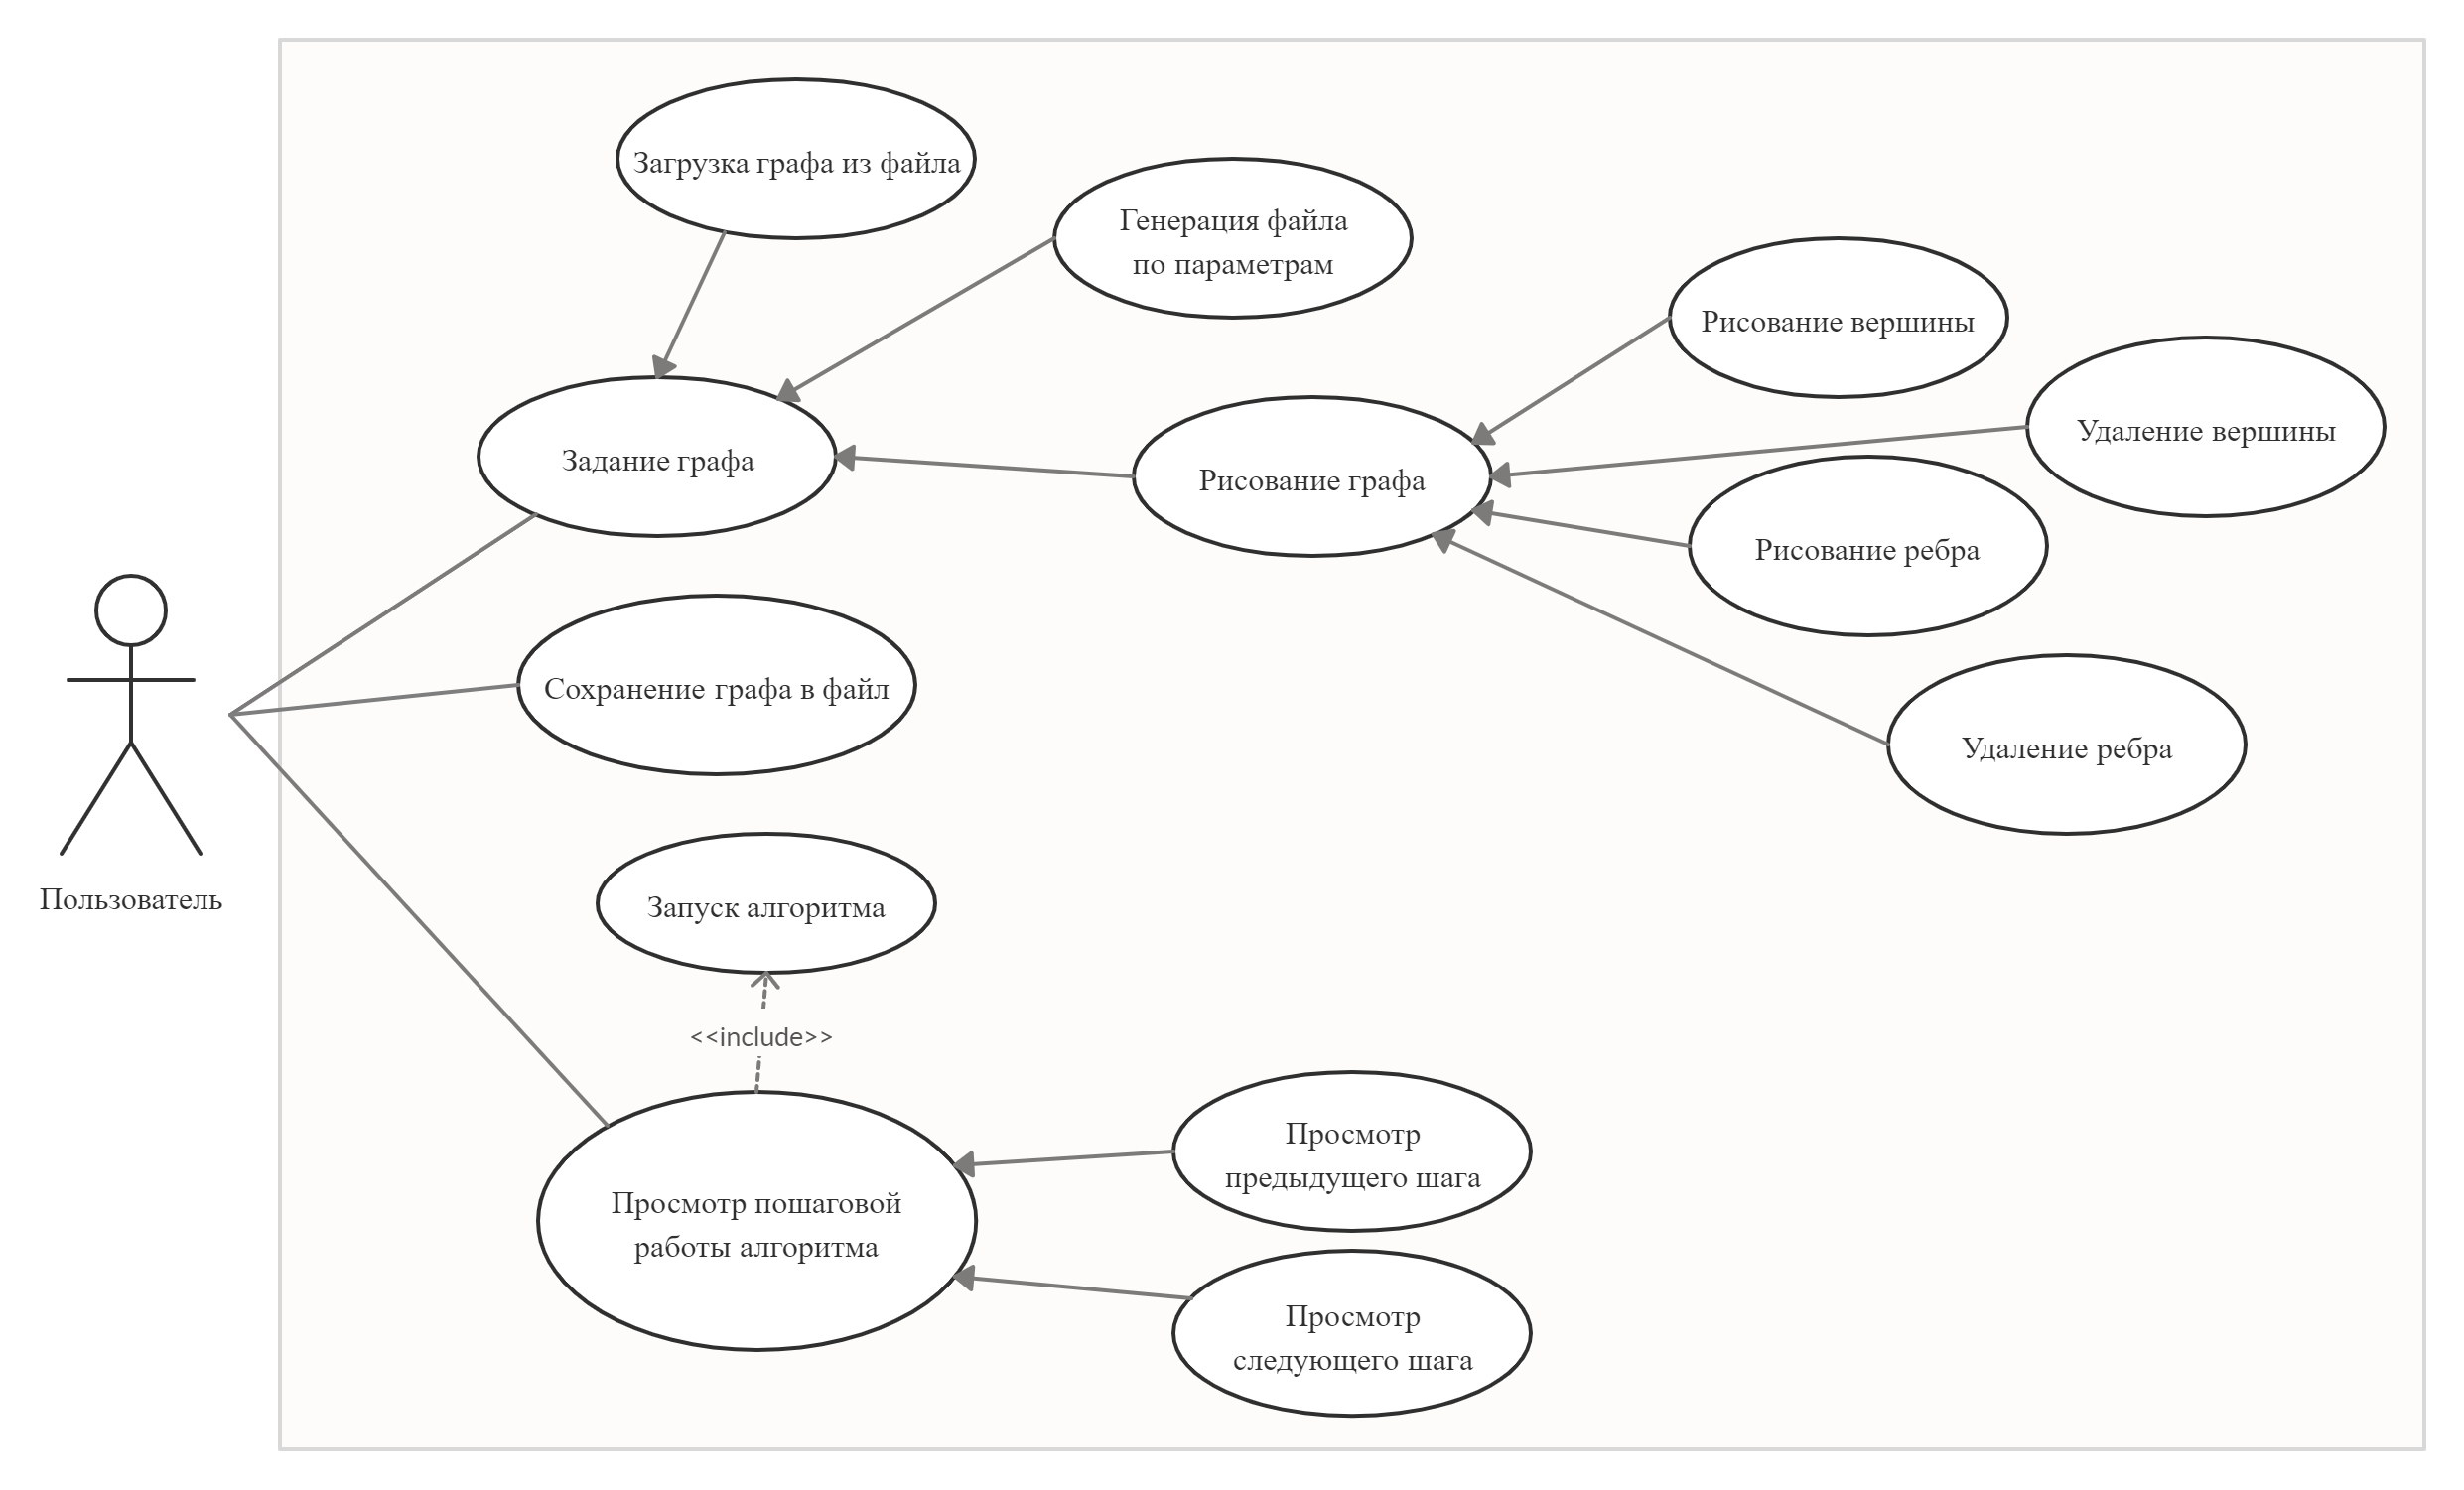 Загрузка графа из файла
Генерация файла
по параметрам
Рисование вершины
Удаление вершины
Задание графа
Рисование графа
Рисование ребра
Сохранение графа в файл
Удаление ребра
Пользователь
Запуск алгоритма
<<include>>
Просмотр
предыдущего шага
Просмотр пошаговой
работы алгоритма
Просмотр
следующего шага